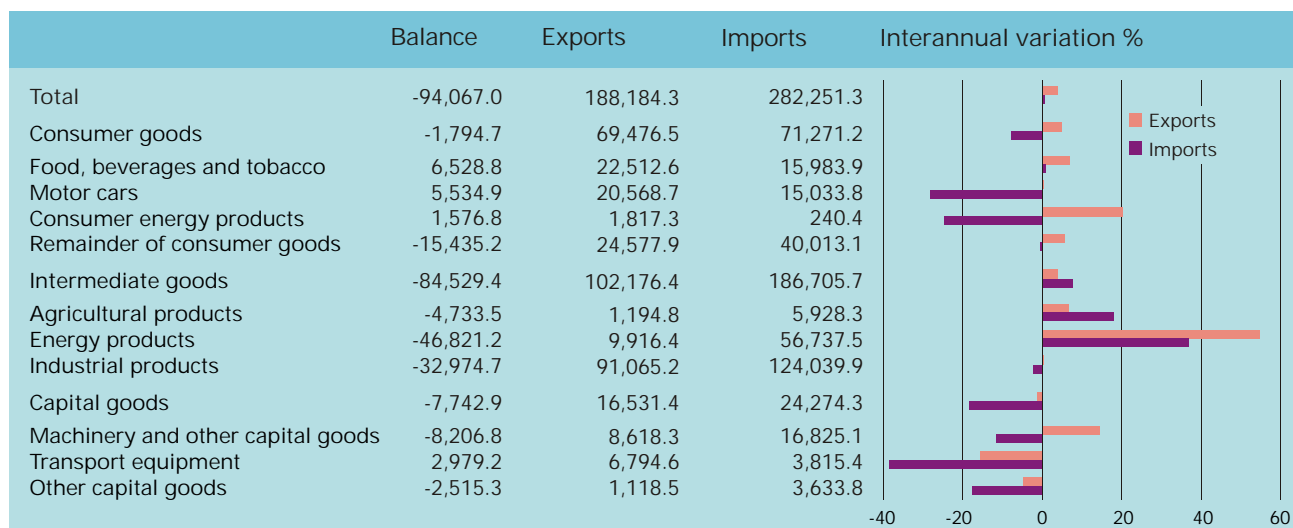 Balance Exports Imports Interannual variation %
Total -94,067.0 188,184.3 282,251.3
Consumer goods -1,794.7 69,476.5 71,271.2
Food, beverages and tobacco 6,528.8 22,512.6 15,983.9
Motor cars 5,534.9 20,568.7 15,033.8
Consumer energy products 1,576.8 1,817.3 240.4
Remainder of consumer goods -15,435.2 24,577.9 40,013.1
Intermediate goods -84,529.4 102,176.4 186,705.7
Agricultural products -4,733.5 1,194.8 5,928.3
Energy products -46,821.2 9,916.4 56,737.5
Industrial products -32,974.7 91,065.2 124,039.9
Capital goods -7,742.9 16,531.4 24,274.3
Machinery and other capital goods -8,206.8 8,618.3 16,825.1
Transport equipment 2,979.2 6,794.6 3,815.4
Other capital goods -2,515.3 1,118.5 3,633.8
Exports
Imports
-40 -20 0 20 40 60